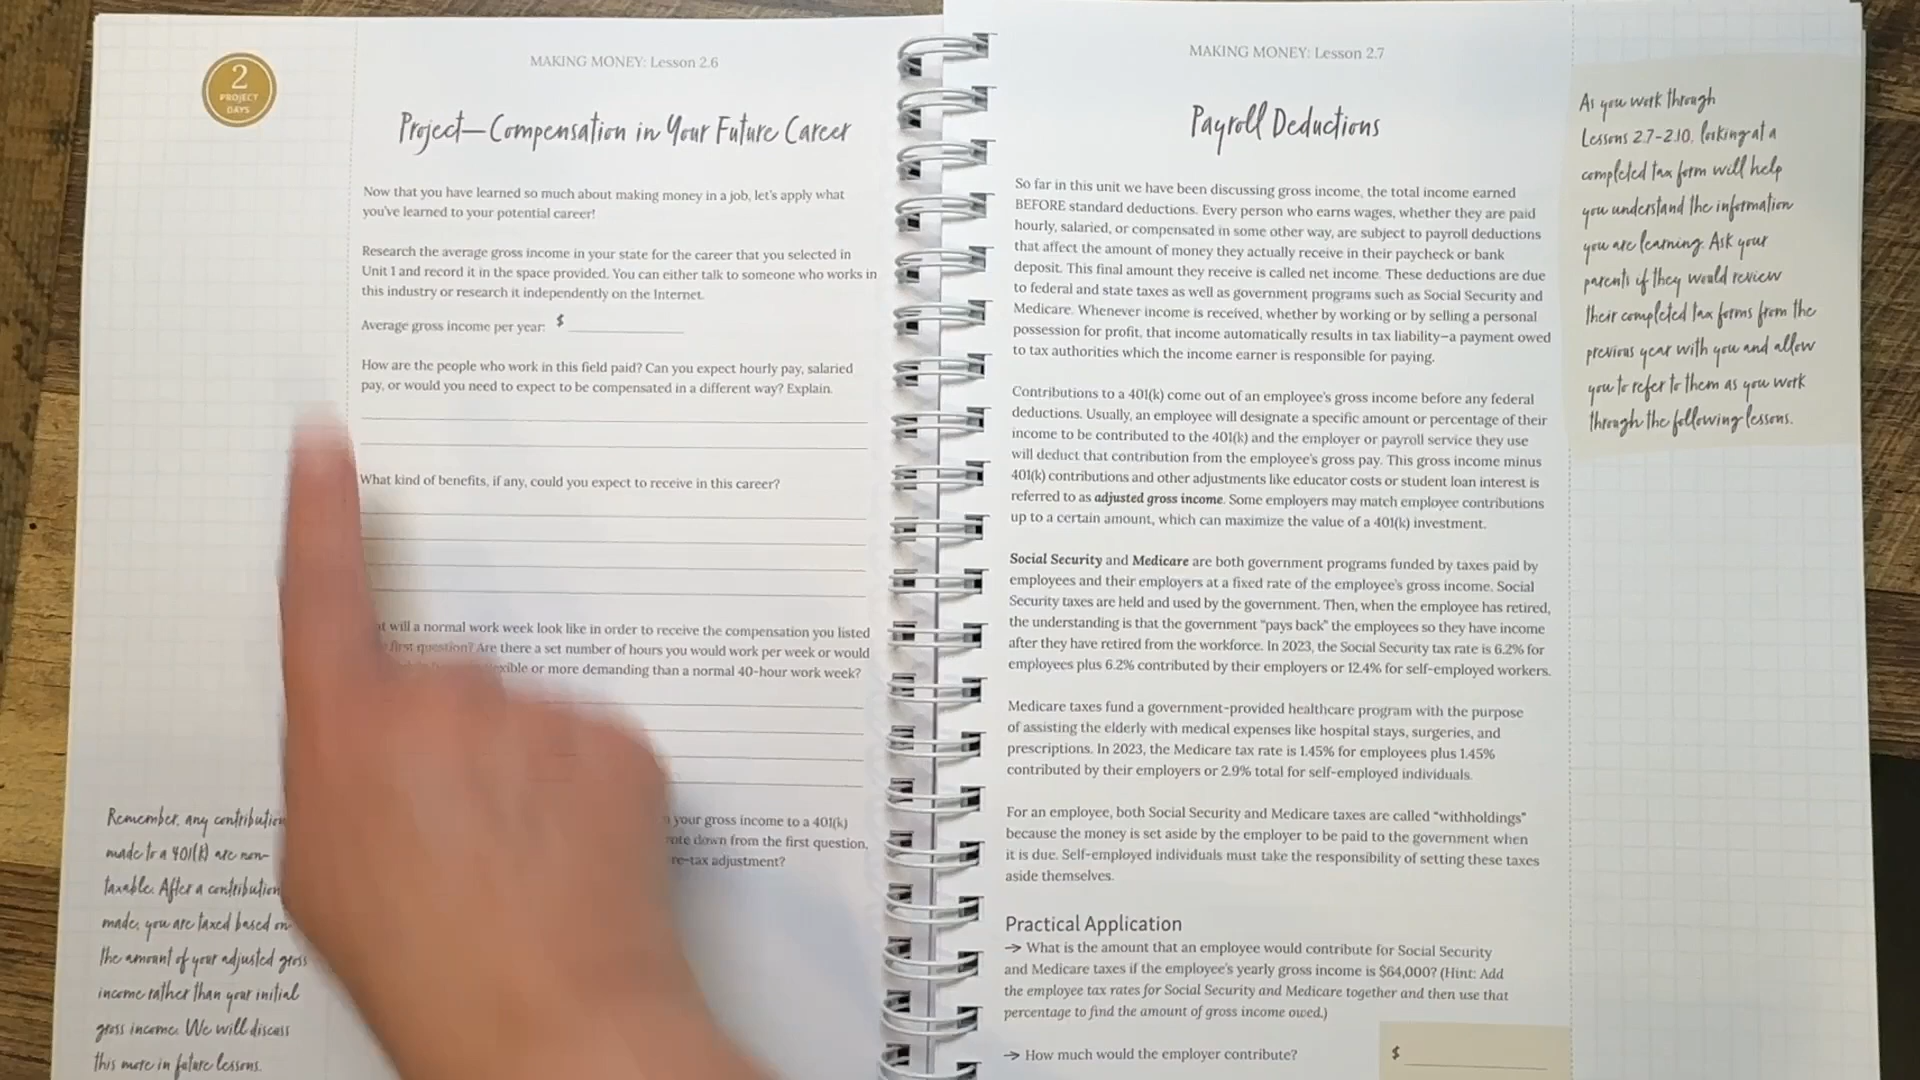 2
PROJECT
DAYS
MAKING MONEY: Lesson 2.6
Project—Compensation in Your Future Career
Now that you have learned so much about making money in a job, let's apply what
you've learned to your potential career!
Research the average gross income in your state for the career that you selected in
Unit 1 and record it in the space provided. You can either talk to someone who works in
this industry or research it independently on the Internet.
Average gross income per year: $
How are the people who work in this field paid? Can you expect hourly pay, salaried
pay, or would you need to expect to be compensated in a different way? Explain.
What kind of benefits, if any, could you expect to receive in this career?
will a normal work week look like in order to receive the compensation you listed
first question? Are there a set number of hours you would work per week or would
or more demanding than a normal 40-hour work week?
your gross income to a 401(k)
down from the first question,
adjustment?
Remember, any contribution
made to a 401(k) are non-
taxable. After a contribution
made, you are taxed based on
the amount of your adjusted gross
income rather than your initial
gross income. We will discuss
this more in future lessons.
MAKING MONEY: Lesson 2.7
Payroll Deductions
So far in this unit we have been discussing gross income, the total income earned
BEFORE standard deductions. Every person who earns wages, whether they are paid
hourly, salaried, or compensated in some other way, are subject to payroll deductions
that affect the amount of money they actually receive in their paycheck or bank
deposit. This final amount they receive is called net income. These deductions are due
to federal and state taxes as well as government programs such as Social Security and
Medicare. Whenever income is received, whether by working or by selling a personal
possession for profit, that income automatically results in tax liability—a payment owed
to tax authorities which the income earner is responsible for paying.
Contributions to a 401(k) come out of an employee's gross income before any federal
deductions. Usually, an employee will designate a specific amount or percentage of their
income to be contributed to the 401(k) and the employer or payroll service they use
will deduct that contribution from the employee's gross pay. This gross income minus
401(k) contributions and other adjustments like educator costs or student loan interest is
referred to as adjusted gross income. Some employers may match employee contributions
up to a certain amount, which can maximize the value of a 401(k) investment.
Social Security and Medicare are both government programs funded by taxes paid by
employees and their employers at a fixed rate of the employee's gross income. Social
Security taxes are held and used by the government. Then, when the employee has retired,
the understanding is that the government "pays back" the employees so they have income
after they have retired from the workforce. In 2023, the Social Security tax rate is 6.2% for
employees plus 6.2% contributed by their employers or 12.4% for self-employed workers.
Medicare taxes fund a government-provided healthcare program with the purpose
of assisting the elderly with medical expenses like hospital stays, surgeries, and
prescriptions. In 2023, the Medicare tax rate is 1.45% for employees plus 1.45%
contributed by their employers or 2.9% total for self-employed individuals.
For an employee, both Social Security and Medicare taxes are called "withholdings"
because the money is set aside by the employer to be paid to the government when
it is due. Self-employed individuals must take the responsibility of setting these taxes
aside themselves.
Practical Application
→ What is the amount that an employee would contribute for Social Security
and Medicare taxes if the employee's yearly gross income is $64,000? (Hint: Add
the employee tax rates for Social Security and Medicare together and then use that
percentage to find the amount of gross income owed.)
→ How much would the employer contribute?
$
As you work through
Lessons 2.7-2.10, looking at a
completed tax form will help
you understand the information
you are learning. Ask your
parents if they would review
their completed tax forms from the
previous year with you and allow
you to refer to them as you work
through the following lessons.